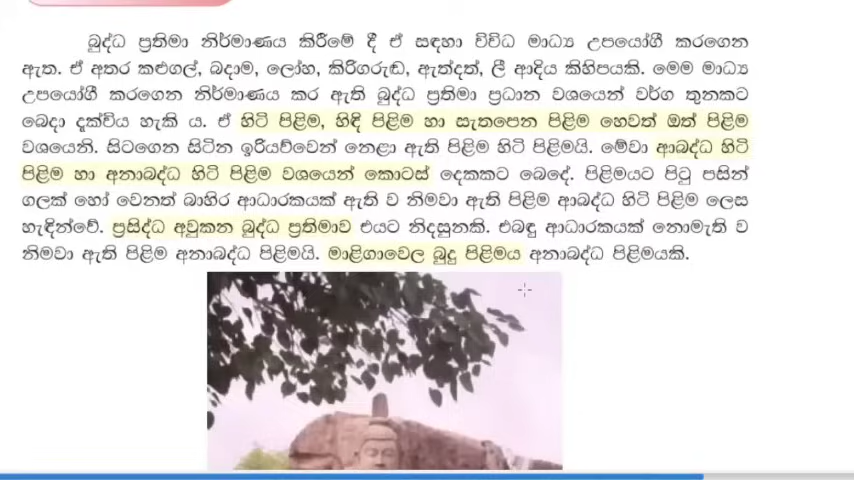 බුද්ධ ප්‍රතිමා නිර්මාණය කිරීමේ දී ඒ සඳහා විවිධ මාධ්‍ය උපයෝගී කරගෙන
ඇත. ඒ අතර කළුගල්, බදාම, ලෝහ, කිරිගරුඬ, ඇත්දත්, ලී ආදිය කිහිපයකි. මෙම මාධ්‍ය
උපයෝගී කරගෙන නිර්මාණය කර ඇති බුද්ධ ප්‍රතිමා ප්‍රධාන වශයෙන් වර්ග තුනකට
බෙදා දැක්විය හැකි ය. ඒ හිටි පිළිම, හිඳි පිළිම හා සැතපෙන පිළිම හෙවත් ඔත් පිළිම
වශයෙනි. සිටගෙන සිටින ඉරියව්වෙන් නෙළා ඇති පිළිම හිටි පිළිමයි. මේවා ආබද්ධ හිටි
පිළිම හා අනාබද්ධ හිටි පිළිම වශයෙන් කොටස් දෙකකට බෙදේ. පිළිමයට පිටු පසින්
ගලක් හෝ වෙනත් බාහිර ආධාරකයක් ඇති ව නිමවා ඇති පිළිම ආබද්ධ හිටි පිළිම ලෙස
හැඳින්වේ. ප්‍රසිද්ධ අවුකන බුද්ධ ප්‍රතිමාව එයට නිදසුනකි. එබඳු ආධාරකයක් නොමැති ව
නිමවා ඇති පිළිම අනාබද්ධ පිළිමයි. මාළිගාවෙල බුදු පිළිමය අනාබද්ධ පිළිමයකි.